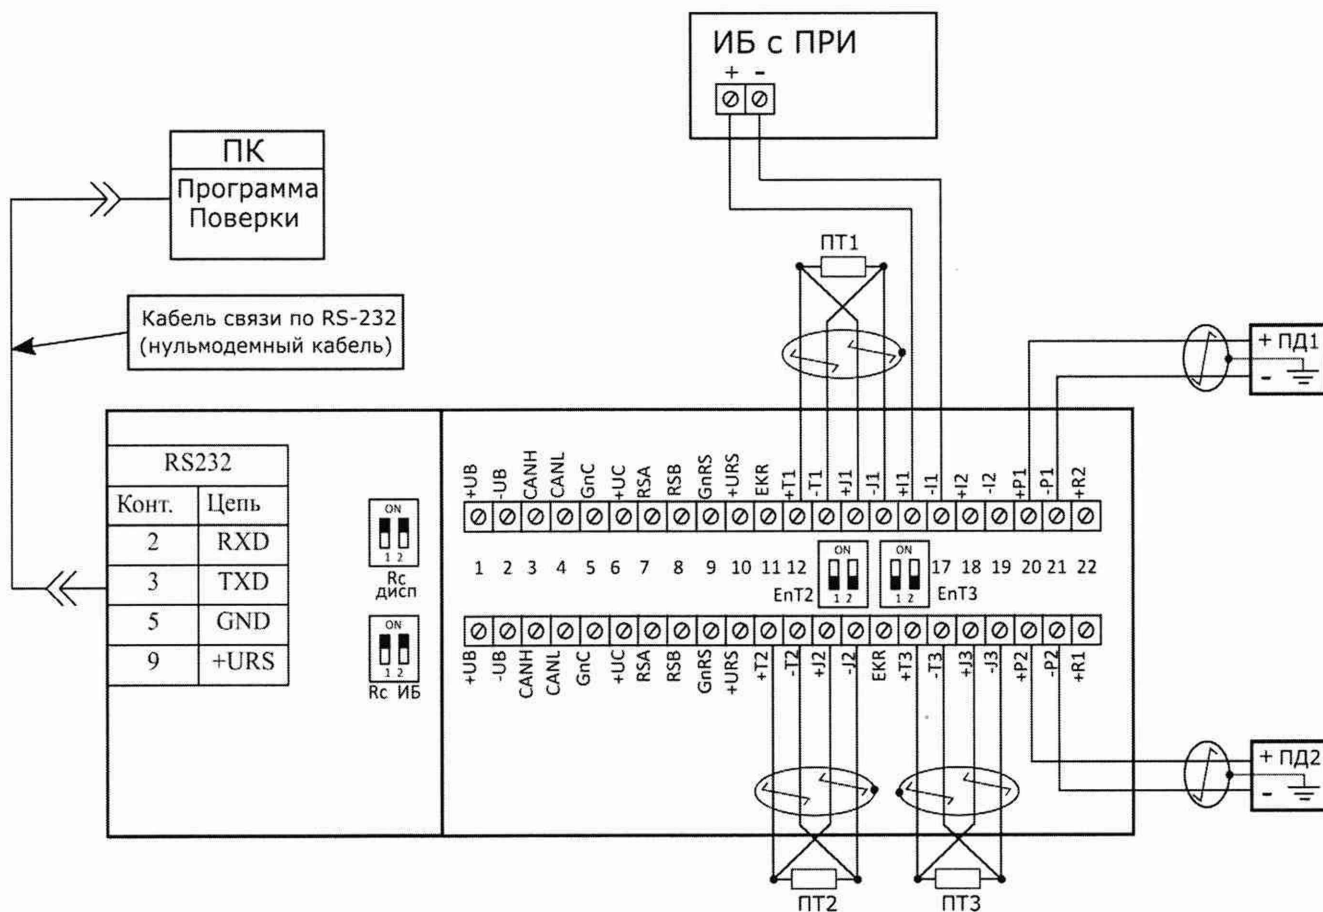 ИБ с ПРИ
+ -
ПК
Программа
Поверки
ПТ1
Кабель связи по RS-232
(нульмодемный кабель)
+ ПД1
-
RS232
Конт. Цепь
2 RXD
3 TXD
5 GND
9 +URS
ON
1 2
Rc
дисп
ON
1 2
Rc ИБ
+UB -UB CANH CANL GnC +UC RSA RSB GnRS +URS EKR +T1 -T1 +J1 -J1 +I1 -I1 +I2 -I2 +P1 -P1 +R2
1 2 3 4 5 6 7 8 9 10 11 12 17 18 19 20 21 22
ON
1 2
EnT2
ON
1 2
EnT3
+UB -UB CANH CANL GnC +UC RSA RSB GnRS +URS +T2 -T2 +J2 -J2 EKR +T3 -T3 +J3 -J3 +P2 -P2 +R1
+ ПД2
-
ПТ2 ПТ3